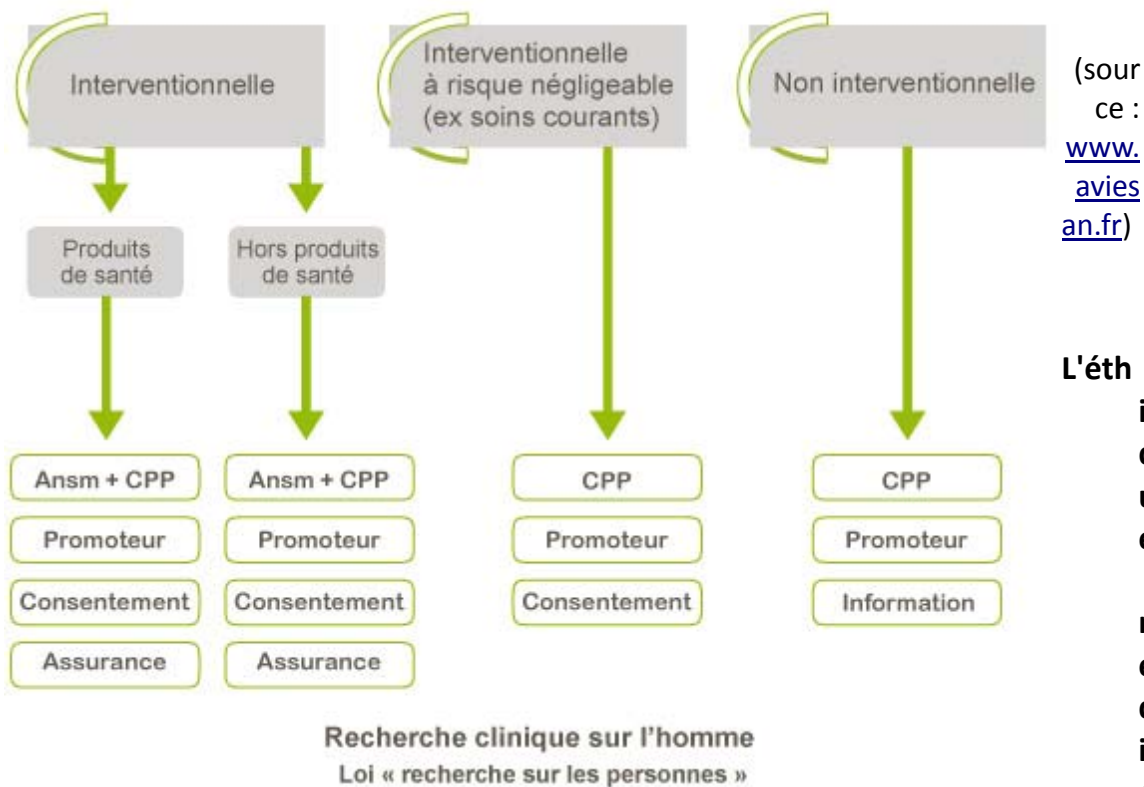 Interventionnelle
Interventionnelle
à risque négligeable
(ex soins courants)
Non interventionnelle
Produits
de santé
Hors produits
de santé
Ansm + CPP
Promoteur
Consentement
Assurance
Ansm + CPP
Promoteur
Consentement
Assurance
CPP
Promoteur
Consentement
CPP
Promoteur
Information
Recherche clinique sur l'homme
Loi « recherche sur les personnes »
(sour
ce :
www.
avies
an.fr)
L'éth